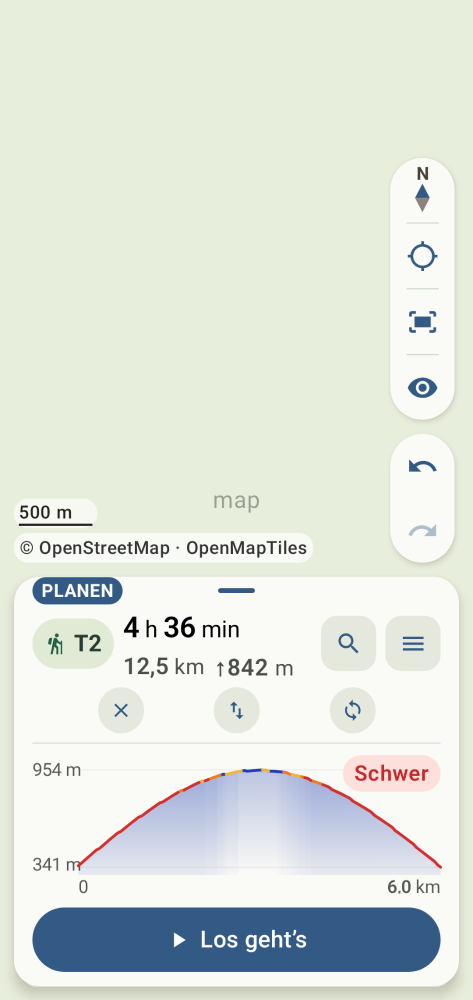 N
map
500 m
© OpenStreetMap · OpenMapTiles
PLANEN
T2
4 h 36 min
12,5 km ↑842 m
954 m
Schwer
341 m
0
6.0 km
Los geht's